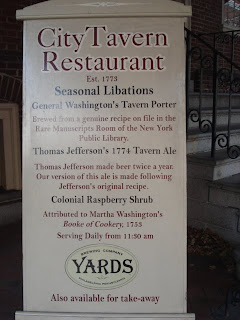 City Tavern
Restaurant
Est. 1773
Seasonal Libations
General Washington's Tavern Porter
Brewed from a genuine recipe on file in the
Rare Manuscripts Room of the New York
Public Library.
Thomas Jefferson's 1774 Tavern Ale
Thomas Jefferson made beer twice a year.
Our version of this ale is made following
Jefferson's original recipe.
Colonial Raspberry Shrub
Attributed to Martha Washington's
Booke of Cookery, 1753
Serving Daily from 11:30 am
BREWING COMPANY
YARDS
Also available for take-away